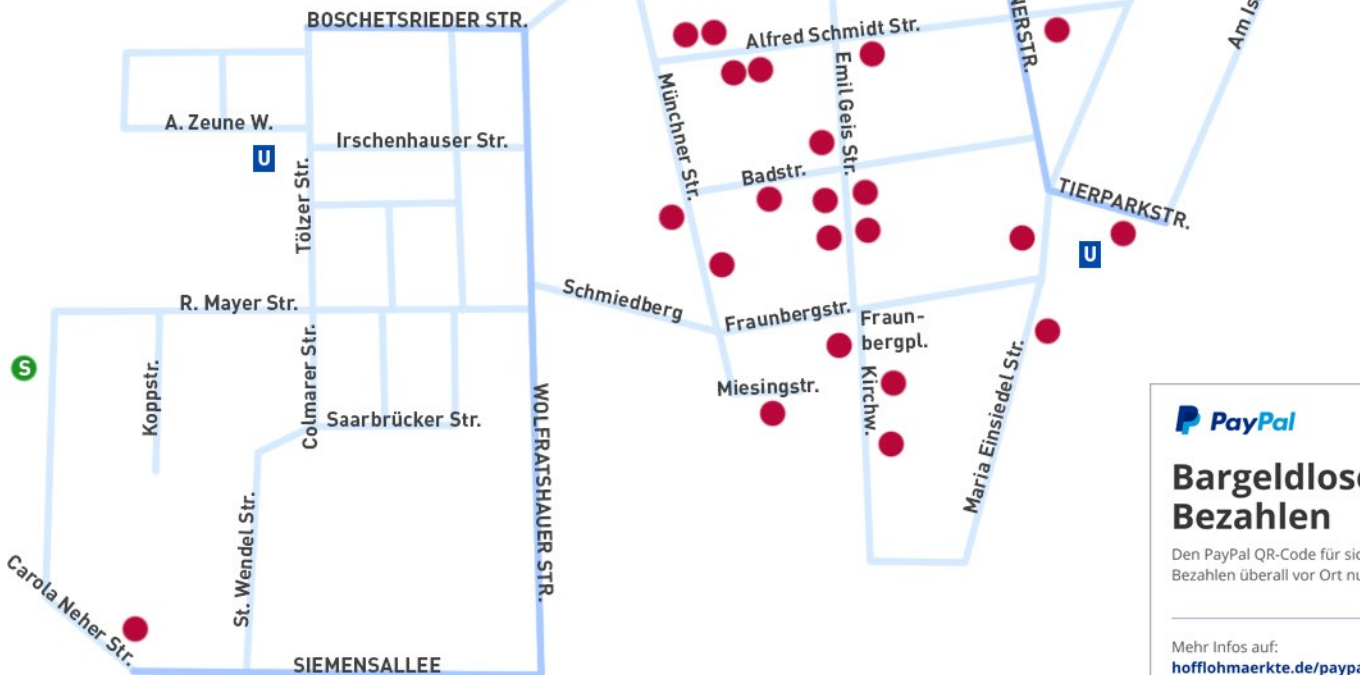 BOSCHETSRIEDER STR.
Alfred Schmidt Str.
NERSTR.
Am Is
A. Zeune W.
Irschenhauser Str.
Münchner Str.
Emil Geis Str.
U
Tölzer Str.
Badstr.
TIERPARKSTR.
U
R. Mayer Str.
Schmiedberg
Fraunbergstr.
Fraun-
bergpl.
S
Koppstr.
Colmarer Str.
Saarbrücker Str.
WOLFRATSHAUER STR.
Miesingstr.
Kirchw.
Maria Einsiedel Str.
St. Wendel Str.
Carola Neher Str.
SIEMENSALLEE
PayPal
Bargeldlose
Bezahlen
Den PayPal QR-Code für sic
Bezahlen überall vor Ort nu
Mehr Infos auf:
hofflohmaerkte.de/paypa